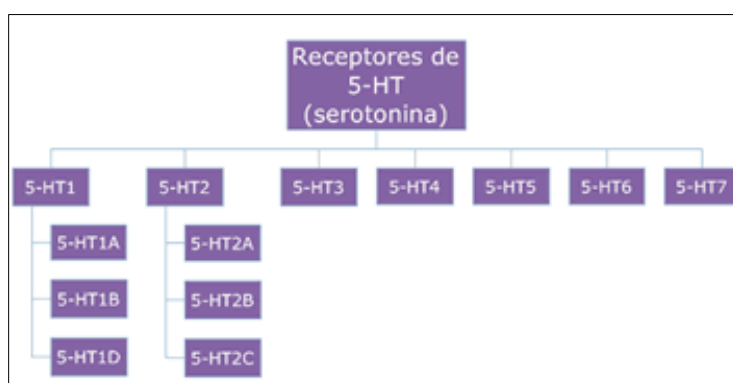 Receptores de
5-HT
(serotonina)
5-HT1
5-HT2
5-HT3
5-HT4
5-HT5
5-HT6
5-HT7
5-HT1A
5-HT2A
5-HT1B
5-HT2B
5-HT1D
5-HT2C